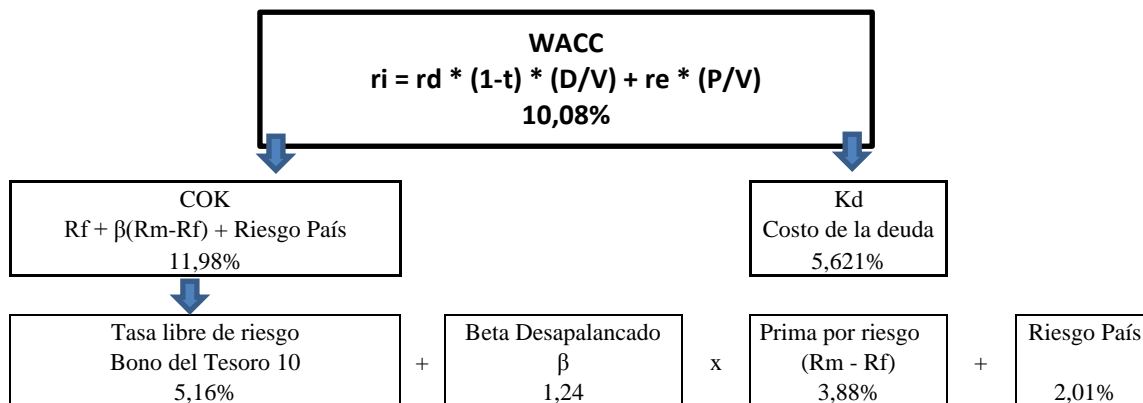 WACC
ri = rd * (1-t) * (D/V) + re * (P/V)
10,08%
COK
Rf + β(Rm-Rf) + Riesgo País
11,98%
Kd
Costo de la deuda
5,621%
Tasa libre de riesgo
Bono del Tesoro 10
5,16%
+
Beta Desapalancado
β
1,24
x
Prima por riesgo
(Rm - Rf)
3,88%
+
Riesgo País
2,01%